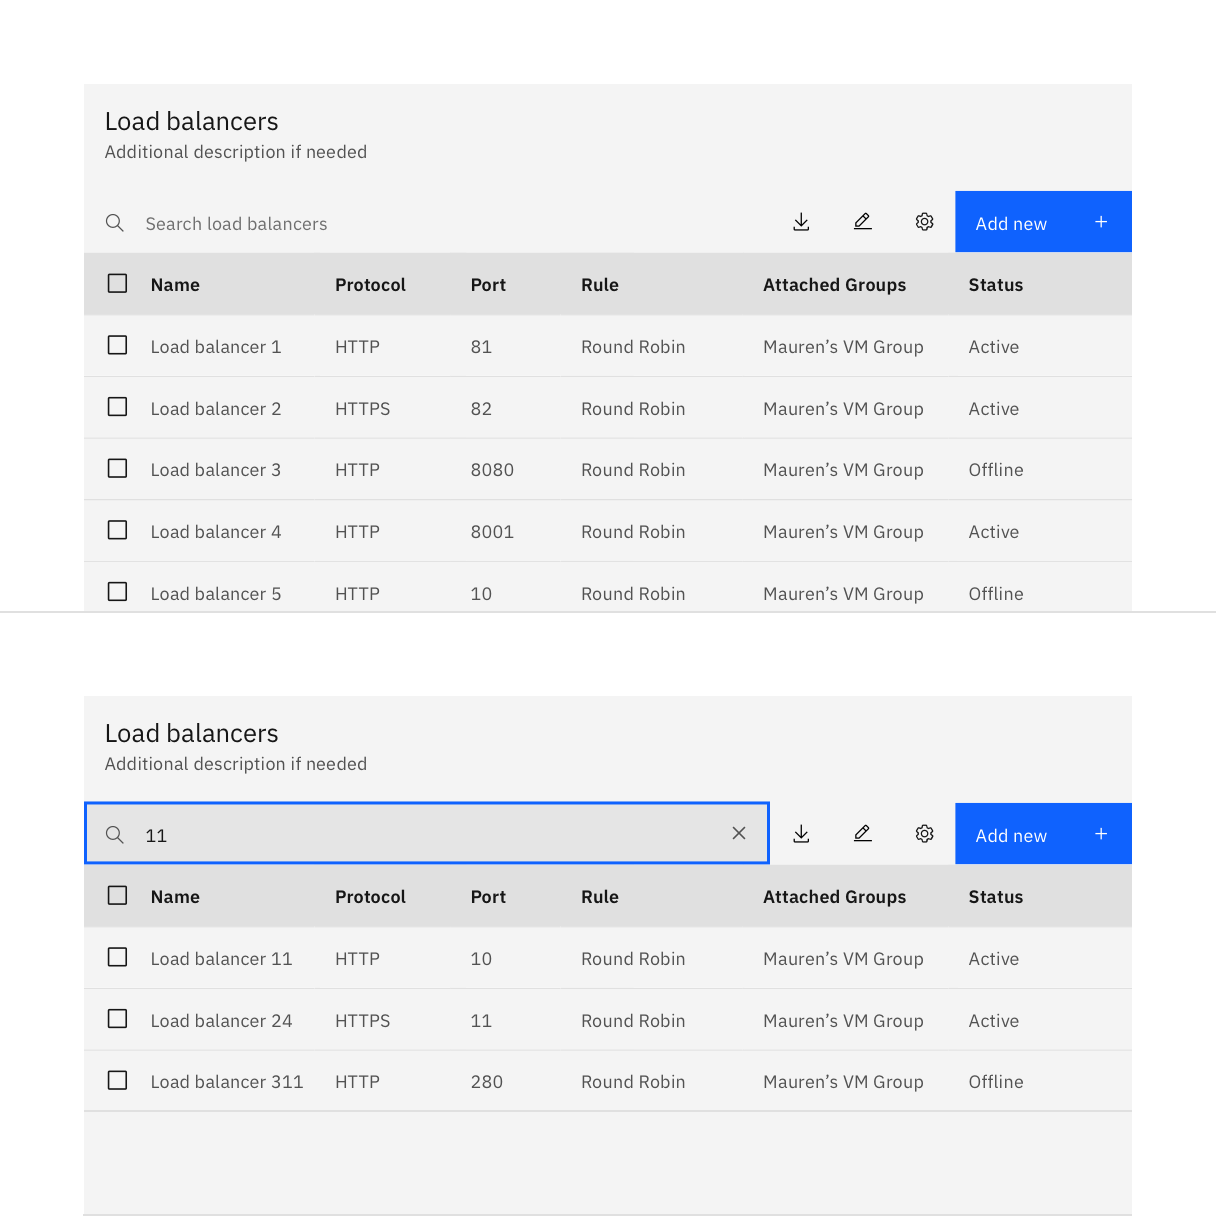 Load balancers
Additional description if needed
Search load balancers Add new
Name Protocol Port Rule Attached Groups Status
Load balancer 1 HTTP 81 Round Robin Mauren’s VM Group Active
Load balancer 2 HTTPS 82 Round Robin Mauren’s VM Group Active
Load balancer 3 HTTP 8080 Round Robin Mauren’s VM Group Offline
Load balancer 4 HTTP 8001 Round Robin Mauren’s VM Group Active
Load balancer 5 HTTP 10 Round Robin Mauren’s VM Group Offline
Load balancers
Additional description if needed
11 Add new
Name Protocol Port Rule Attached Groups Status
Load balancer 11 HTTP 10 Round Robin Mauren’s VM Group Active
Load balancer 24 HTTPS 11 Round Robin Mauren’s VM Group Active
Load balancer 311 HTTP 280 Round Robin Mauren’s VM Group Offline